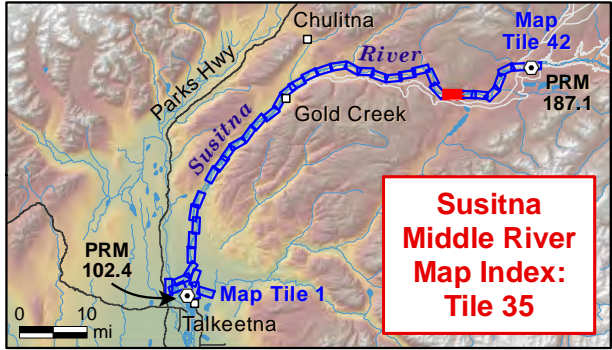 Chulitna
Map
Tile 42
River
PRM
187.1
Parks Hwy
Gold Creek
Susitna
Susitna
Middle River
Map Index:
Tile 35
PRM
102.4
Map Tile 1
0 10
mi
Talkeetna